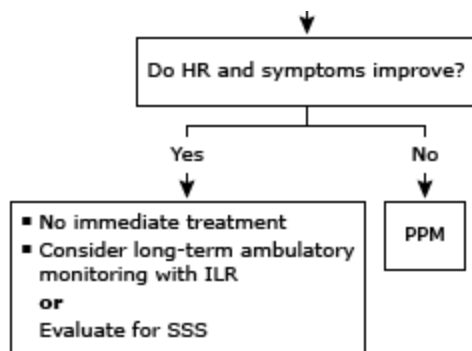 Do HR and symptoms improve?
Yes
No
▪ No immediate treatment
▪ Consider long-term ambulatory
monitoring with ILR
or
Evaluate for SSS
PPM